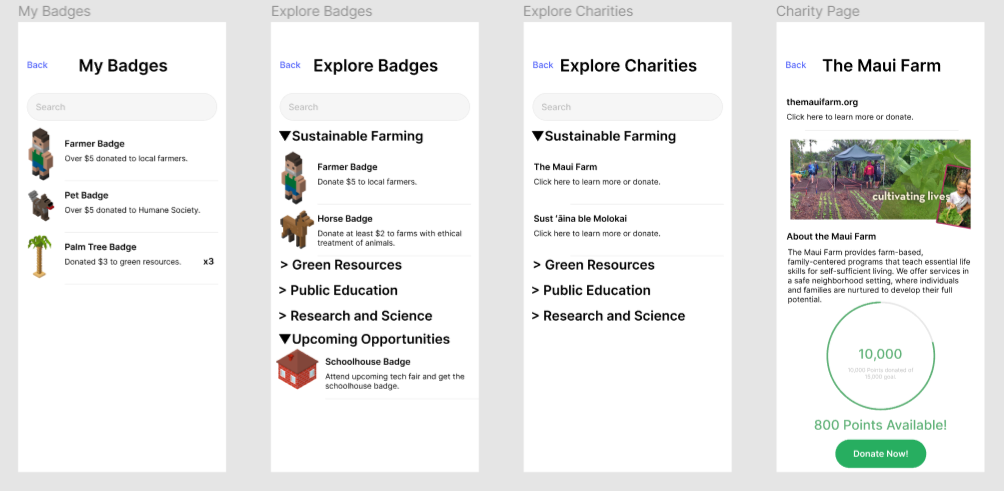 My Badges
Back
My Badges
Search
Farmer Badge
Over $5 donated to local farmers.
Pet Badge
Over $5 donated to Humane Society.
Palm Tree Badge
Donated $3 to green resources.
x3
Explore Badges
Back
Explore Badges
Search
▼Sustainable Farming
Farmer Badge
Donate $5 to local farmers.
Horse Badge
Donate at least $2 to farms with ethical
treatment of animals.
> Green Resources
> Public Education
> Research and Science
▼Upcoming Opportunities
Schoolhouse Badge
Attend upcoming tech fair and get the
schoolhouse badge.
Explore Charities
Back
Explore Charities
Search
▼Sustainable Farming
The Maui Farm
Click here to learn more or donate.
Sust ʻāina ble Molokai
Click here to learn more or donate.
> Green Resources
> Public Education
> Research and Science
Charity Page
Back
The Maui Farm
themauifarm.org
Click here to learn more or donate.
cultivating lives
About the Maui Farm
The Maui Farm provides farm-based,
family-centered programs that teach essential life
skills for self-sufficient living. We offer services in
a safe neighborhood setting, where individuals
and families are nurtured to develop their full
potential.
10,000
10,000 Points donated of
goal.
800 Points Available!
Donate Now!